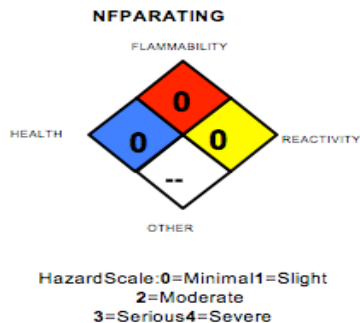 NFPARATING
FLAMMABILITY
0
HEALTH
0
0
REACTIVITY
--
OTHER
HazardScale:0=Minimal1=Slight
2=Moderate
3=Serious4=Severe